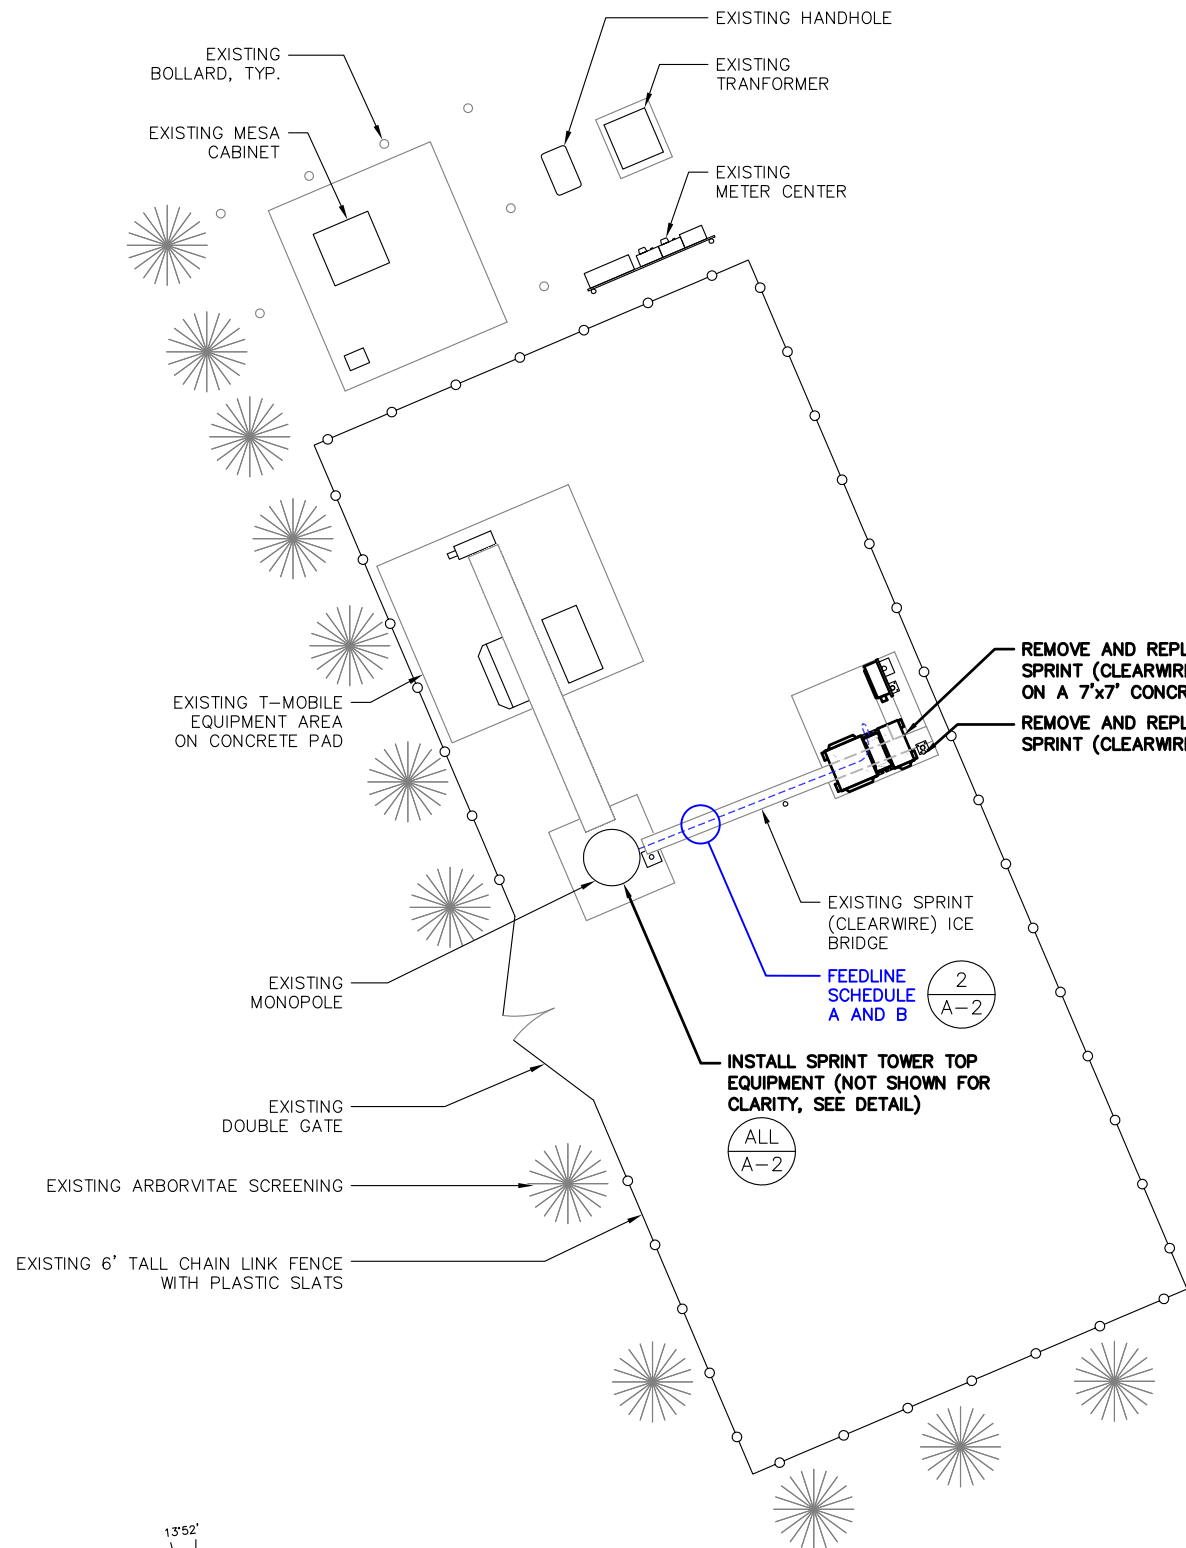 EXISTING HANDHOLE
EXISTING
BOLLARD, TYP.
EXISTING
TRANFORMER
EXISTING MESA
CABINET
EXISTING
METER CENTER
REMOVE AND REPL
SPRINT (CLEARWIRE
ON A 7'x7' CONCR
REMOVE AND REPL
SPRINT (CLEARWIRE
EXISTING T-MOBILE
EQUIPMENT AREA
ON CONCRETE PAD
EXISTING SPRINT
(CLEARWIRE) ICE
BRIDGE
FEEDLINE
SCHEDULE
A AND B
2
A-2
EXISTING
MONOPOLE
INSTALL SPRINT TOWER TOP
EQUIPMENT (NOT SHOWN FOR
CLARITY, SEE DETAIL)
ALL
A-2
EXISTING
DOUBLE GATE
EXISTING ARBORVITAE SCREENING
EXISTING 6' TALL CHAIN LINK FENCE
WITH PLASTIC SLATS
13°52'